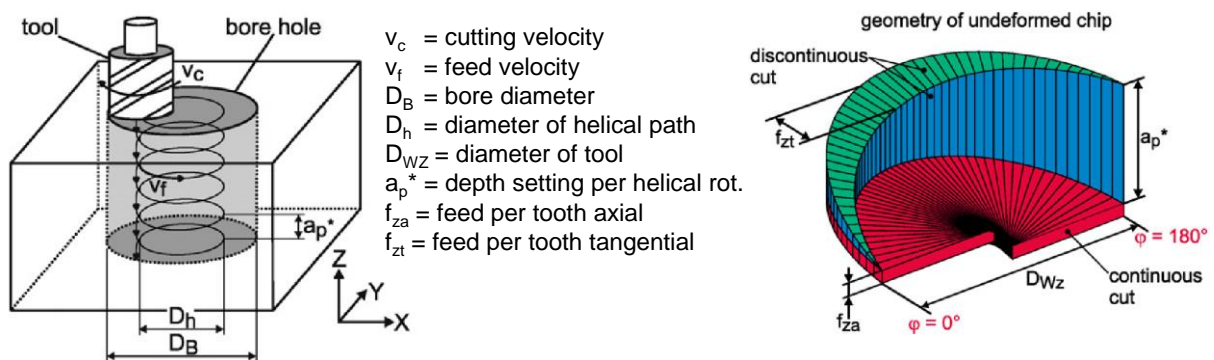 tool
bore hole
v_c
v_f
a_p*
D_h
D_B
Z
Y
X
v_c = cutting velocity
v_f = feed velocity
D_B = bore diameter
D_h = diameter of helical path
D_WZ = diameter of tool
a_p* = depth setting per helical rot.
f_za = feed per tooth axial
f_zt = feed per tooth tangential
geometry of undeformed chip
discontinuous
cut
f_zt
a_p*
φ = 180°
D_Wz
continuous
cut
f_za
φ = 0°